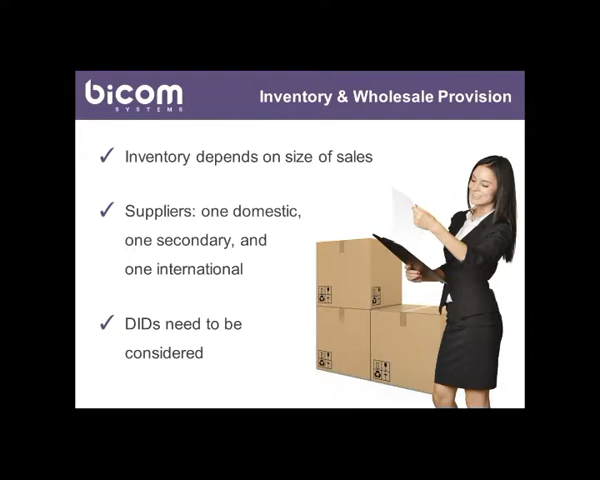 bicom
SYSTEMS
Inventory & Wholesale Provision
✓ Inventory depends on size of sales
✓ Suppliers: one domestic,
one secondary, and
one international
✓ DIDs need to be
considered